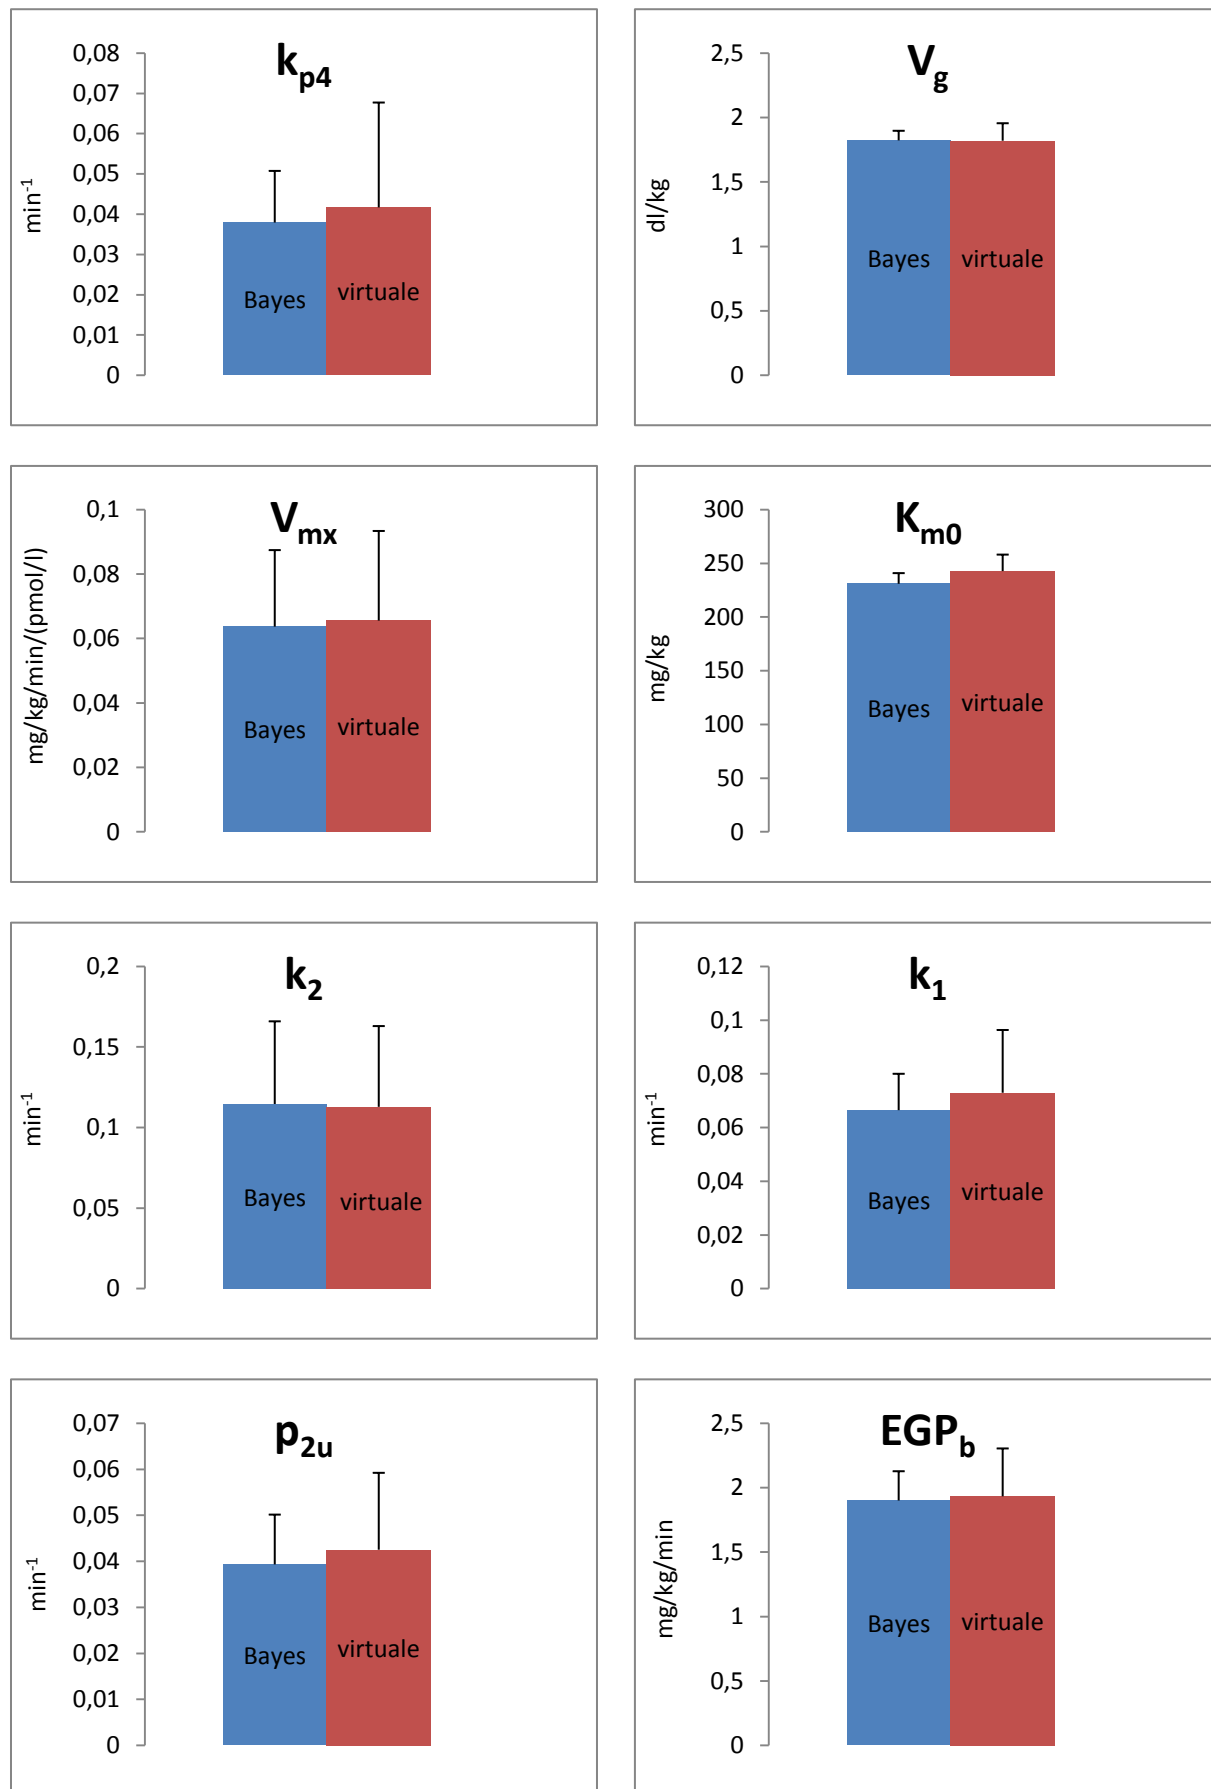 k_p4
min⁻¹
0,08
0,07
0,06
0,05
0,04
0,03
0,02
0,01
0
Bayes
virtuale
V_g
dl/kg
2,5
2
1,5
1
0,5
0
Bayes
virtuale
V_mx
mg/kg/min/(pmol/l)
0,1
0,08
0,06
0,04
0,02
0
Bayes
virtuale
K_m0
mg/kg
300
250
200
150
100
50
0
Bayes
virtuale
k₂
min⁻¹
0,2
0,15
0,1
0,05
0
Bayes
virtuale
k₁
min⁻¹
0,12
0,1
0,08
0,06
0,04
0,02
0
Bayes
virtuale
p_2u
min⁻¹
0,07
0,06
0,05
0,04
0,03
0,02
0,01
0
Bayes
virtuale
EGP_b
mg/kg/min
2,5
2
1,5
1
0,5
0
Bayes
virtuale